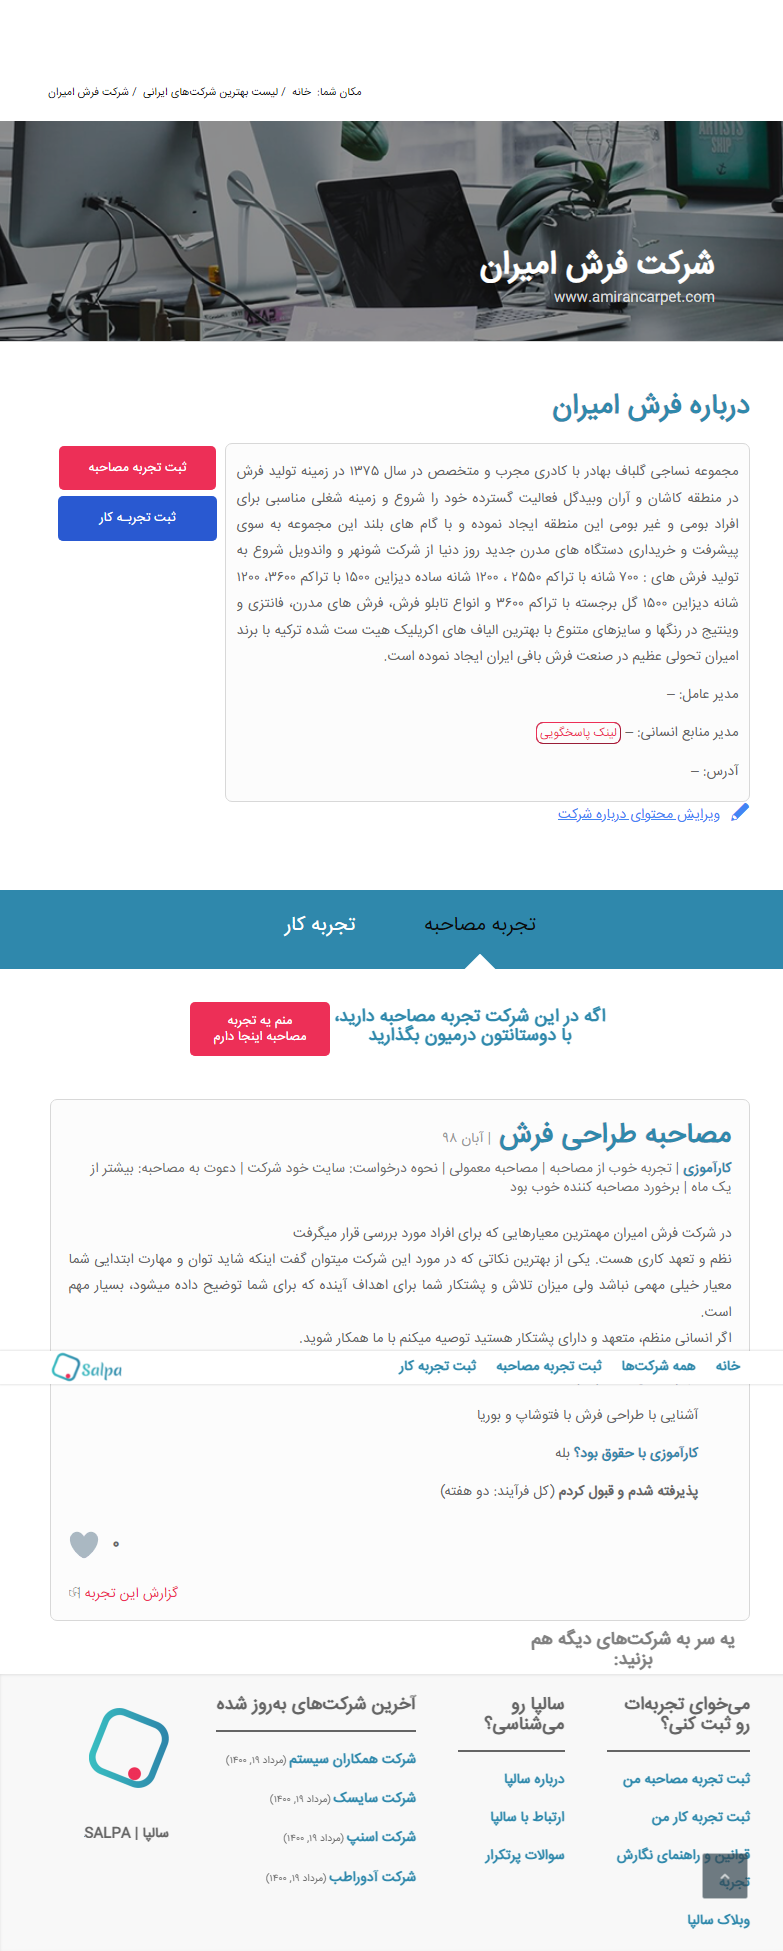 مکان شما: خانه / لیست بهترین شرکت‌های ایرانی / شرکت فرش امیران
ARTISTS
SHIP
شرکت فرش امیران
www.amirancarpet.com
درباره فرش امیران
ثبت تجربه مصاحبه
ثبت تجربـه کار
مجموعه نساجی گلباف بهادر با کادری مجرب و متخصص در سال ۱۳۷۵ در زمینه تولید فرش
در منطقه کاشان و آران وبیدگل فعالیت گسترده خود را شروع و زمینه شغلی مناسبی برای
افراد بومی و غیر بومی این منطقه ایجاد نموده و با گام های بلند این مجموعه به سوی
پیشرفت و خریداری دستگاه های مدرن جدید روز دنیا از شرکت شونهر و واندویل شروع به
تولید فرش های : ۷۰۰ شانه با تراکم ۲۵۵۰ ، ۱۲۰۰ شانه ساده دیزاین ۱۵۰۰ با تراکم ۳۶۰۰، ۱۲۰۰
شانه دیزاین ۱۵۰۰ گل برجسته با تراکم ۳۶۰۰ و انواع تابلو فرش، فرش های مدرن، فانتزی و
وینتیج در رنگها و سایزهای متنوع با بهترین الیاف های اکریلیک هیت ست شده ترکیه با برند
امیران تحولی عظیم در صنعت فرش بافی ایران ایجاد نموده است.
مدیر عامل: –
مدیر منابع انسانی: – لینک پاسخگویی
آدرس: –
ویرایش محتوای درباره شرکت
تجربه مصاحبه
تجربه کار
اگه در این شرکت تجربه مصاحبه دارید،
با دوستانتون درمیون بگذارید
منم یه تجربه
مصاحبه اینجا دارم
مصاحبه طراحی فرش | آبان ۹۸
کارآموزی | تجربه خوب از مصاحبه | مصاحبه معمولی | نحوه درخواست: سایت خود شرکت | دعوت به مصاحبه: بیشتر از
یک ماه | برخورد مصاحبه کننده خوب بود
در شرکت فرش امیران مهمترین معیارهایی که برای افراد مورد بررسی قرار میگرفت
نظم و تعهد کاری هست. یکی از بهترین نکاتی که در مورد این شرکت میتوان گفت اینکه شاید توان و مهارت ابتدایی شما
معیار خیلی مهمی نباشد ولی میزان تلاش و پشتکار شما برای اهداف آینده که برای شما توضیح داده میشود، بسیار مهم
است.
اگر انسانی منظم، متعهد و دارای پشتکار هستید توصیه میکنم با ما همکار شوید.
خانه
همه شرکت‌ها
ثبت تجربه مصاحبه
ثبت تجربه کار
Salpa
آشنایی با طراحی فرش با فتوشاپ و بوریا
کارآموزی با حقوق بود؟ بله
پذیرفته شدم و قبول کردم (کل فرآیند: دو هفته)
۰
گزارش این تجربه
یه سر به شرکت‌های دیگه هم
بزنید:
می‌خوای تجربه‌ات
رو ثبت کنی؟
ثبت تجربه مصاحبه من
ثبت تجربه کار من
قوانین و راهنمای نگارش
تجربه
وبلاک سالپا
سالپا رو
می‌شناسی؟
درباره سالپا
ارتباط با سالپا
سوالات پرتکرار
آخرین شرکت‌های به‌روز شده
شرکت همکاران سیستم (مرداد ۱۹, ۱۴۰۰)
شرکت سایسک (مرداد ۱۹, ۱۴۰۰)
شرکت اسنپ (مرداد ۱۹, ۱۴۰۰)
شرکت آدوراطب (مرداد ۱۹, ۱۴۰۰)
سالپا | SALPA